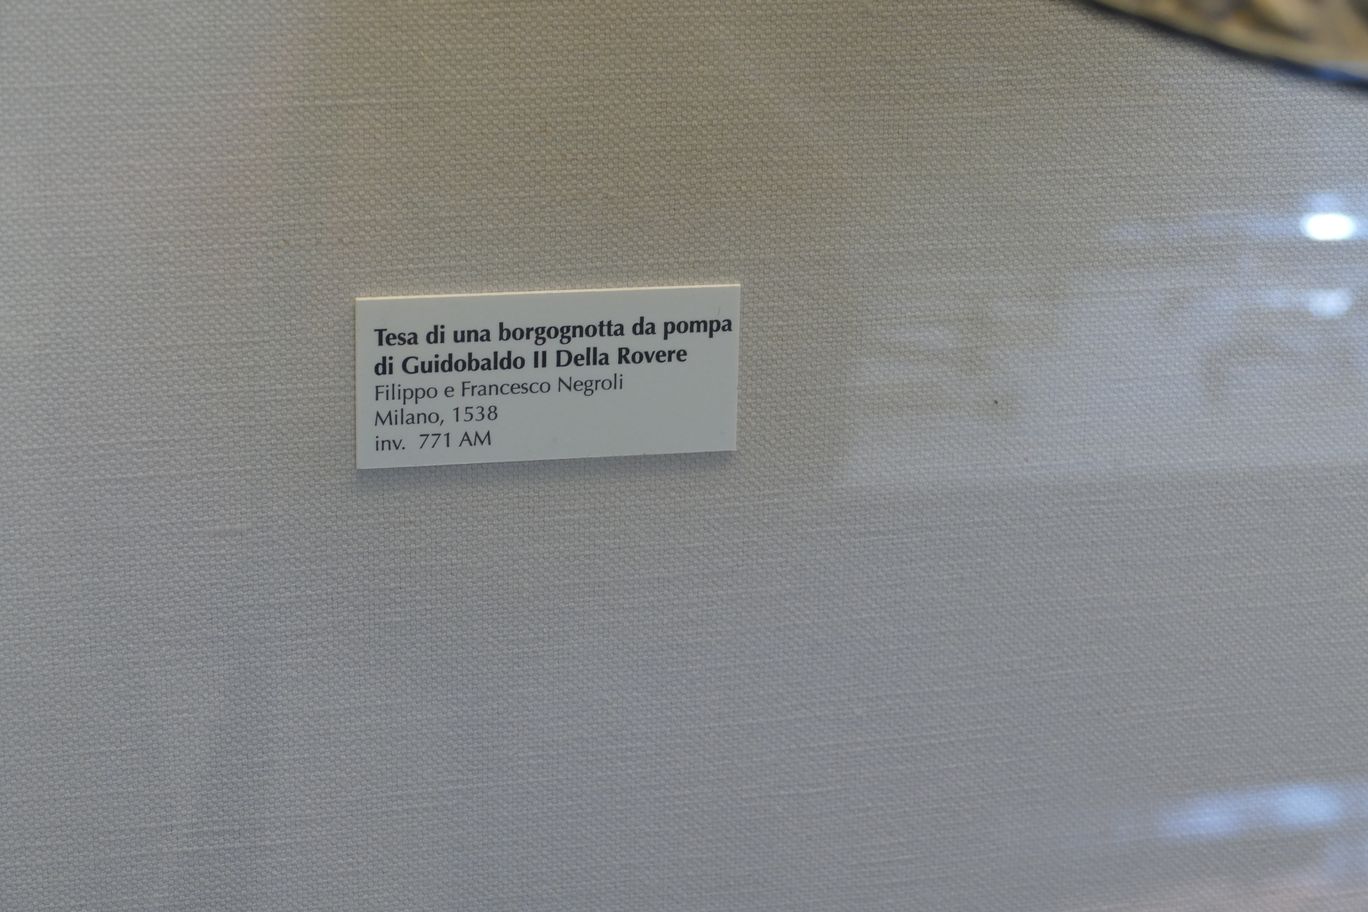 Tesa di una borgognotta da pompa
di Guidobaldo II Della Rovere
Filippo e Francesco Negroli
Milano, 1538
inv. 771 AM